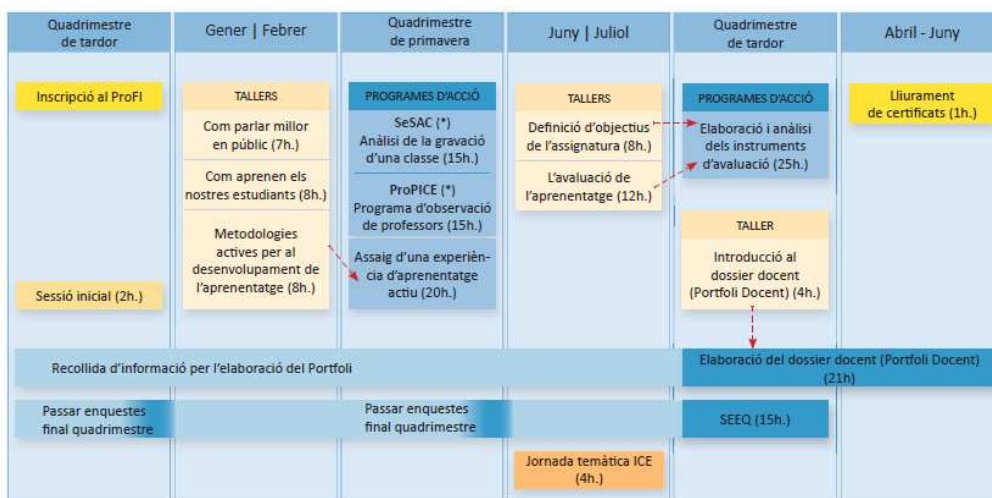 Quadrimestre
de tardor
Gener | Febrer
Quadrimestre
de primavera
Juny | Juliol
Quadrimestre
de tardor
Abril - Juny
Inscripció al ProFI
Sessió inicial (2h.)
TALLERS
Com parlar millor
en públic (7h.)
Com aprenen els
nostres estudiants (8h.)
Metodologies
actives per al
desenvolupament de
l'aprenentatge (8h.)
PROGRAMES D'ACCIÓ
SeSAC (*)
Anàlisi de la gravació
d'una classe (15h.)
ProPICE (*)
Programa d'observació
de professors (15h.)
Assaig d'una experièn-
cia d'aprenentatge
actiu (20h.)
TALLERS
Definició d'objectius
de l'assignatura (8h.)
L'avaluació de
l'aprenentatge (12h.)
PROGRAMES D'ACCIÓ
Elaboració i anàlisi
dels instruments
d'avaluació (25h.)
TALLER
Introducció al
dossier docent
(Portfoli Docent) (4h.)
Lliurament
de certificats (1h.)
Recollida d'informació per l'elaboració del Portfoli
Elaboració del dossier docent (Portfoli Docent)
(21h)
Passar enquestes
final quadrimestre
Passar enquestes
final quadrimestre
SEEQ (15h.)
Jornada temàtica ICE
(4h.)